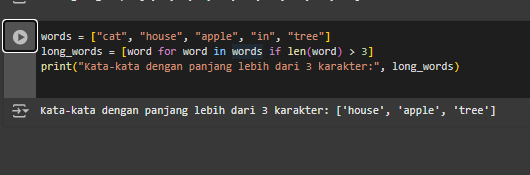 words = ["cat", "house", "apple", "in", "tree"]
long_words = [word for word in words if len(word) > 3]
print("Kata-kata dengan panjang lebih dari 3 karakter:", long_words)
Kata-kata dengan panjang lebih dari 3 karakter: ['house', 'apple', 'tree']